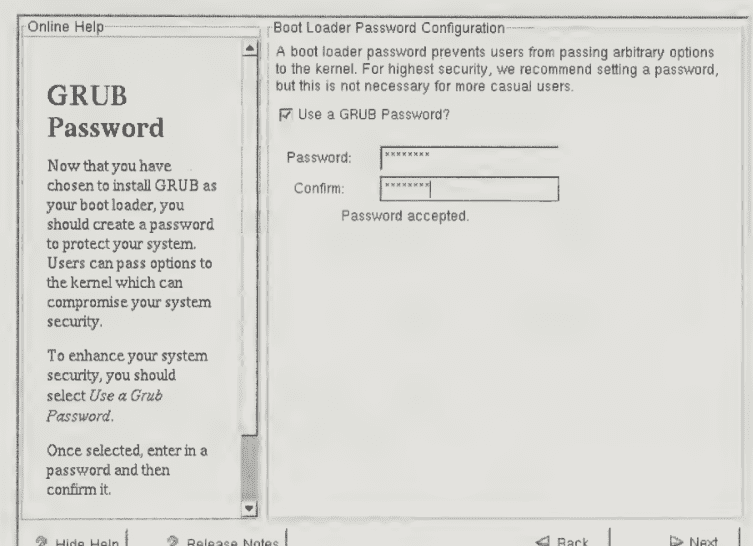 Online Help
GRUB
Password
Now that you have
chosen to install GRUB as
your boot loader, you
should create a password
to protect your system.
Users can pass options to
the kernel which can
compromise your system
security.
To enhance your system
security, you should
select Use a Grub
Password.
Once selected, enter in a
password and then
confirm it.
Boot Loader Password Configuration
A boot loader password prevents users from passing arbitrary options
to the kernel. For highest security, we recommend setting a password,
but this is not necessary for more casual users.
Use a GRUB Password?
Password: ********
Confirm: ********
Password accepted.
Hide Help
Release Notes
Back
Next